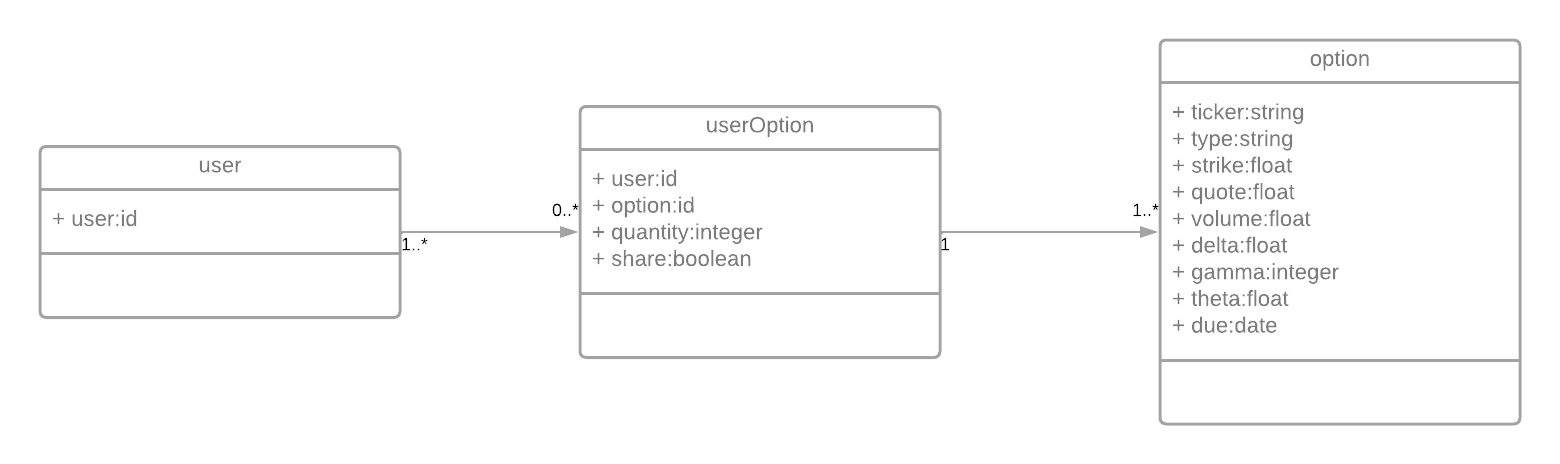 user
+ user:id
1..*
0..*
userOption
+ user:id
+ option:id
+ quantity:integer
+ share:boolean
1
1..*
option
+ ticker:string
+ type:string
+ strike:float
+ quote:float
+ volume:float
+ delta:float
+ gamma:integer
+ theta:float
+ due:date